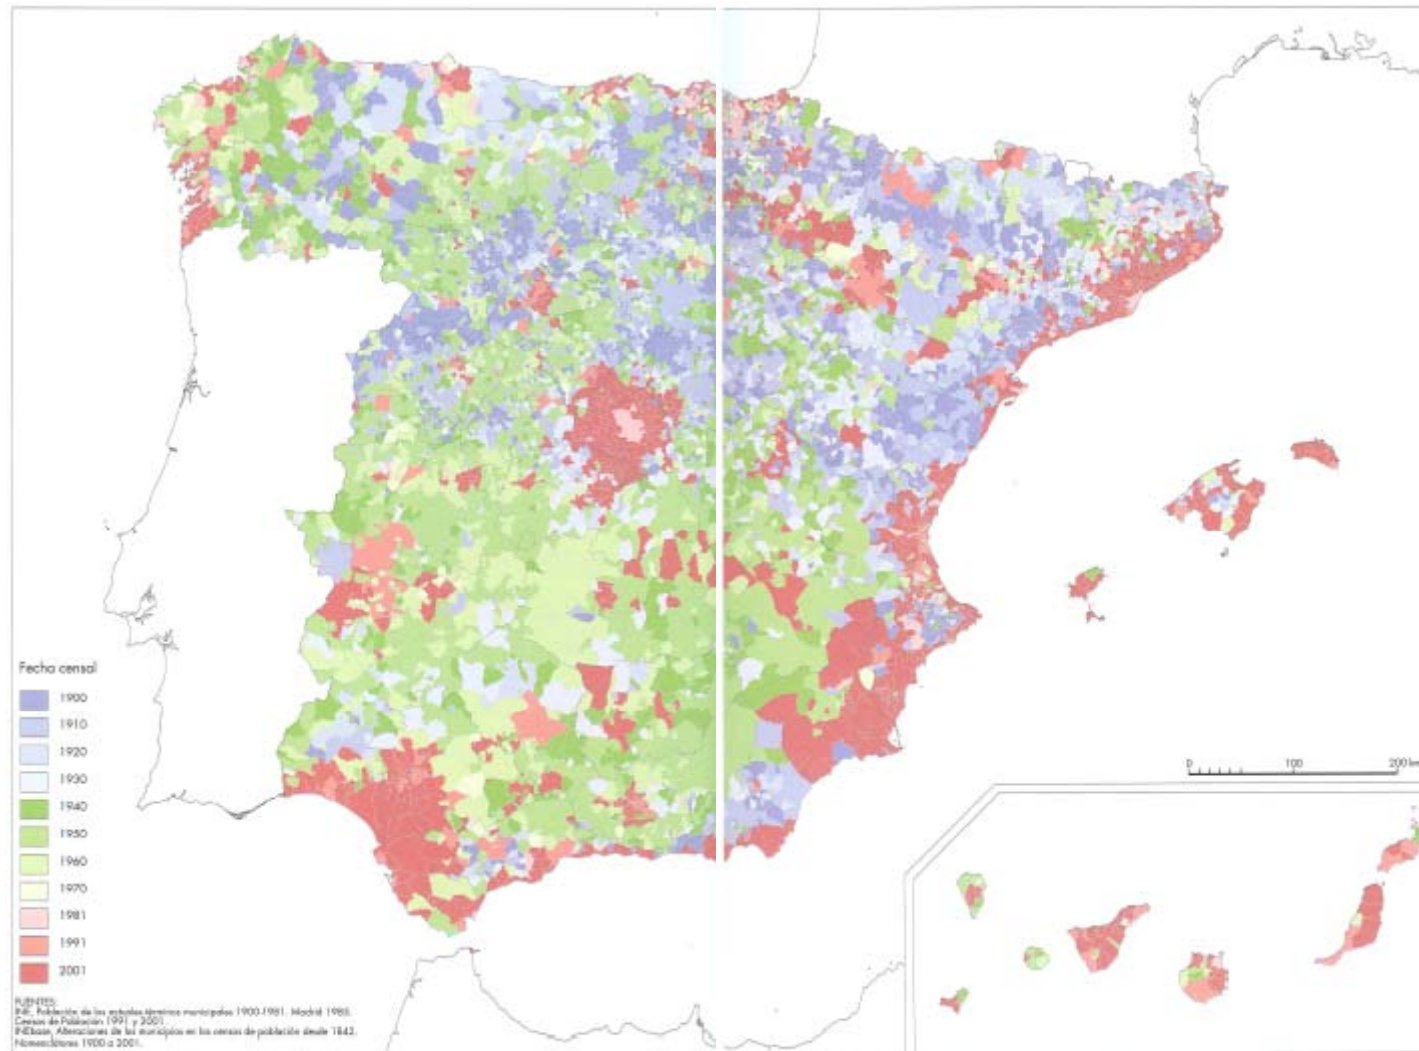 Fecha censal
1900
1910
1920
1930
1940
1950
1960
1970
1981
1991
2001
0 100 200 km
FUENTES:
INE, Población de los actuales términos municipales 1900-1981. Madrid 1985.
Censos de Población 1991 y 2001.
INEbase, Alteraciones de los municipios en los censos de población desde 1842.
Nomenclátores 1900 a 2001.